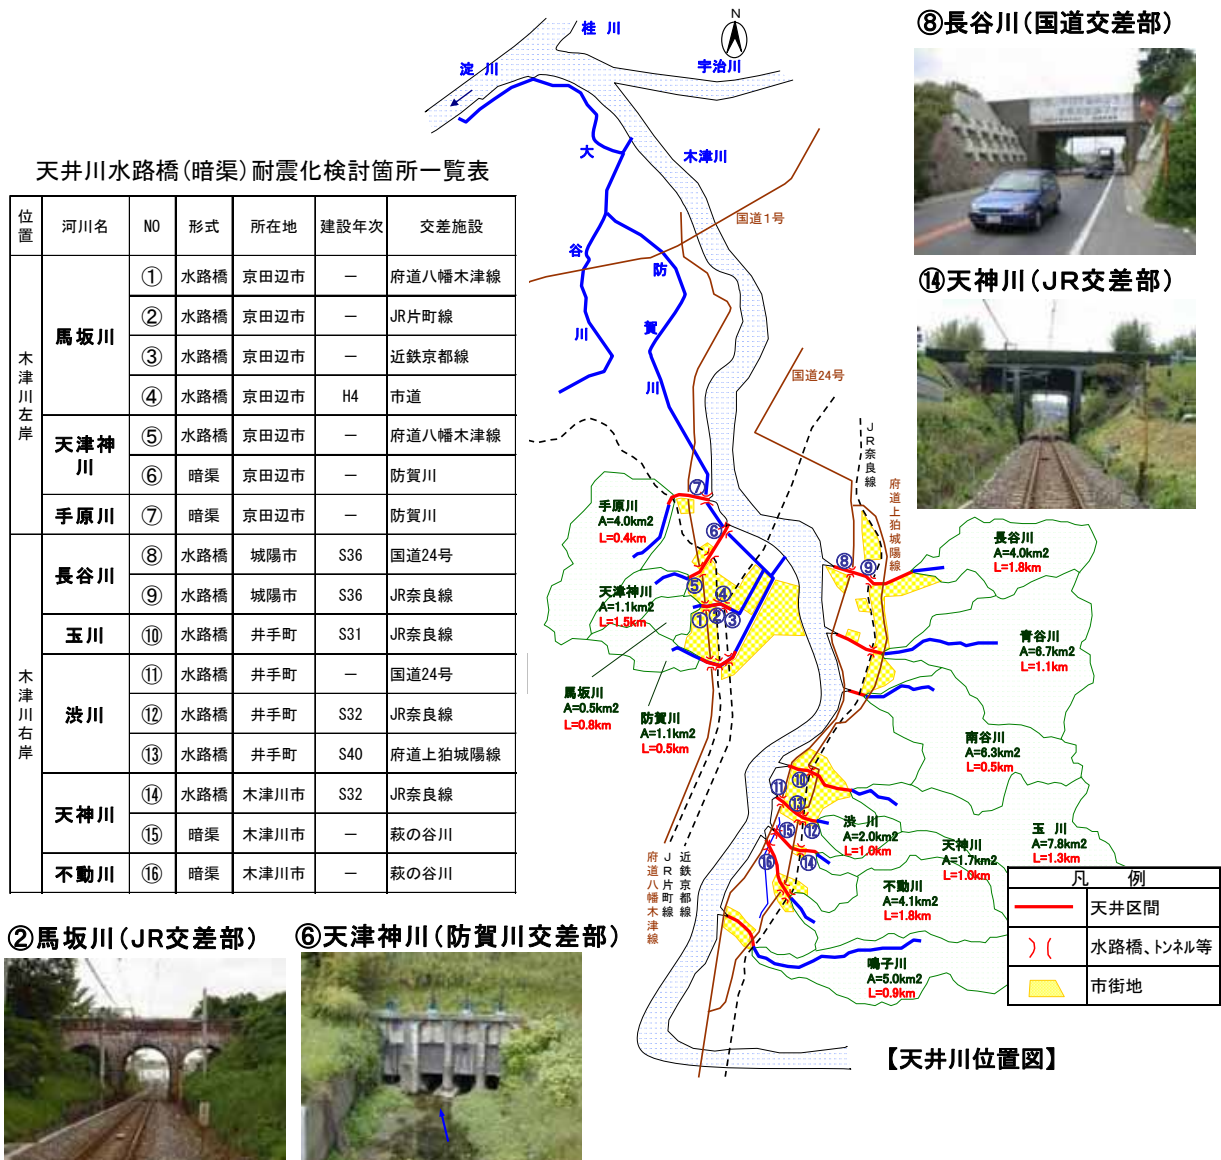 ⑧長谷川(国道交差部)
⑭天神川(JR交差部)
天井川水路橋(暗渠)耐震化検討箇所一覧表
位置 河川名 NO 形式 所在地 建設年次 交差施設
木津川左岸
馬坂川
① 水路橋 京田辺市 － 府道八幡木津線
② 水路橋 京田辺市 － JR片町線
③ 水路橋 京田辺市 － 近鉄京都線
④ 水路橋 京田辺市 H4 市道
天津神川
⑤ 水路橋 京田辺市 － 府道八幡木津線
⑥ 暗渠 京田辺市 － 防賀川
手原川 ⑦ 暗渠 京田辺市 － 防賀川
木津川右岸
長谷川
⑧ 水路橋 城陽市 S36 国道24号
⑨ 水路橋 城陽市 S36 JR奈良線
玉川 ⑩ 水路橋 井手町 S31 JR奈良線
渋川
⑪ 水路橋 井手町 － 国道24号
⑫ 水路橋 井手町 S32 JR奈良線
⑬ 水路橋 井手町 S40 府道上狛城陽線
天神川
⑭ 水路橋 木津川市 S32 JR奈良線
⑮ 暗渠 木津川市 － 萩の谷川
不動川 ⑯ 暗渠 木津川市 － 萩の谷川
②馬坂川(JR交差部)
⑥天津神川(防賀川交差部)
N
桂川
淀川
宇治川
木津川
大谷川
防賀川
国道1号
国道24号
JR奈良線
府道上狛城陽線
手原川
A=4.0km2
L=0.4km
天津神川
A=1.1km2
L=1.5km
馬坂川
A=0.5km2
L=0.8km
防賀川
A=1.1km2
L=0.5km
⑦
⑥
⑤
④
①
②
③
⑧
⑨
長谷川
A=4.0km2
L=1.8km
青谷川
A=6.7km2
L=1.1km
南谷川
A=6.3km2
L=0.5km
⑩
⑪
⑬
⑫
⑮
⑭
⑯
渋川
A=2.0km2
L=1.0km
天神川
A=1.7km2
L=1.0km
玉川
A=7.8km2
L=1.3km
不動川
A=4.1km2
L=1.8km
鳴子川
A=5.0km2
L=0.9km
府道八幡木津線
JR片町線
近鉄京都線
凡例
天井区間
水路橋、トンネル等
市街地
【天井川位置図】